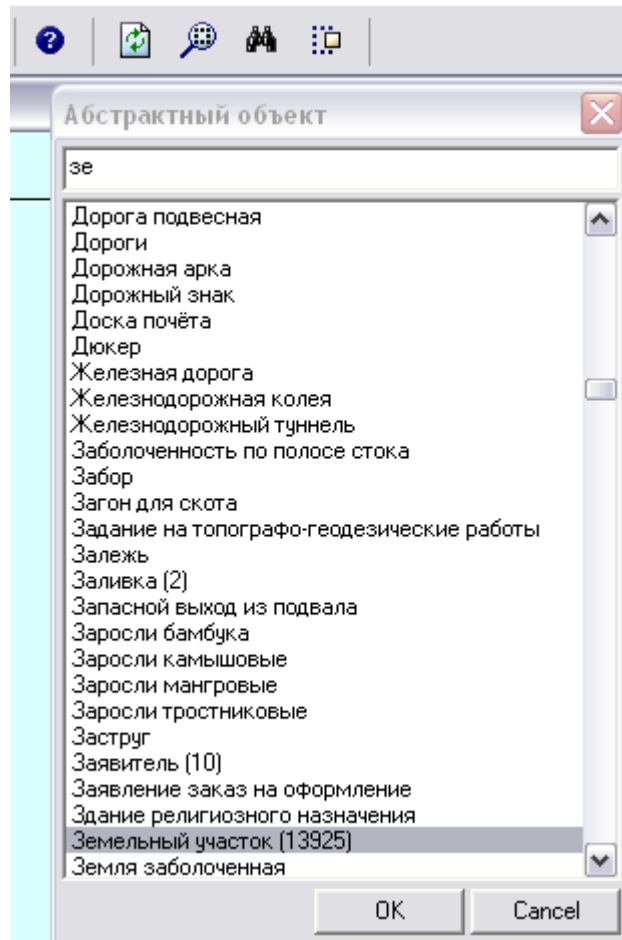 Абстрактный объект
зе
Дорога подвесная
Дороги
Дорожная арка
Дорожный знак
Доска почёта
Дюкер
Железная дорога
Железнодорожная колея
Железнодорожный туннель
Заболоченность по полосе стока
Забор
Загон для скота
Задание на топографо-геодезические работы
Залежь
Заливка (2)
Запасной выход из подвала
Заросли бамбука
Заросли камышовые
Заросли мангровые
Заросли тростниковые
Заструг
Заявитель (10)
Заявление заказ на оформление
Здание религиозного назначения
Земельный участок (13925)
Земля заболоченная
OK Cancel